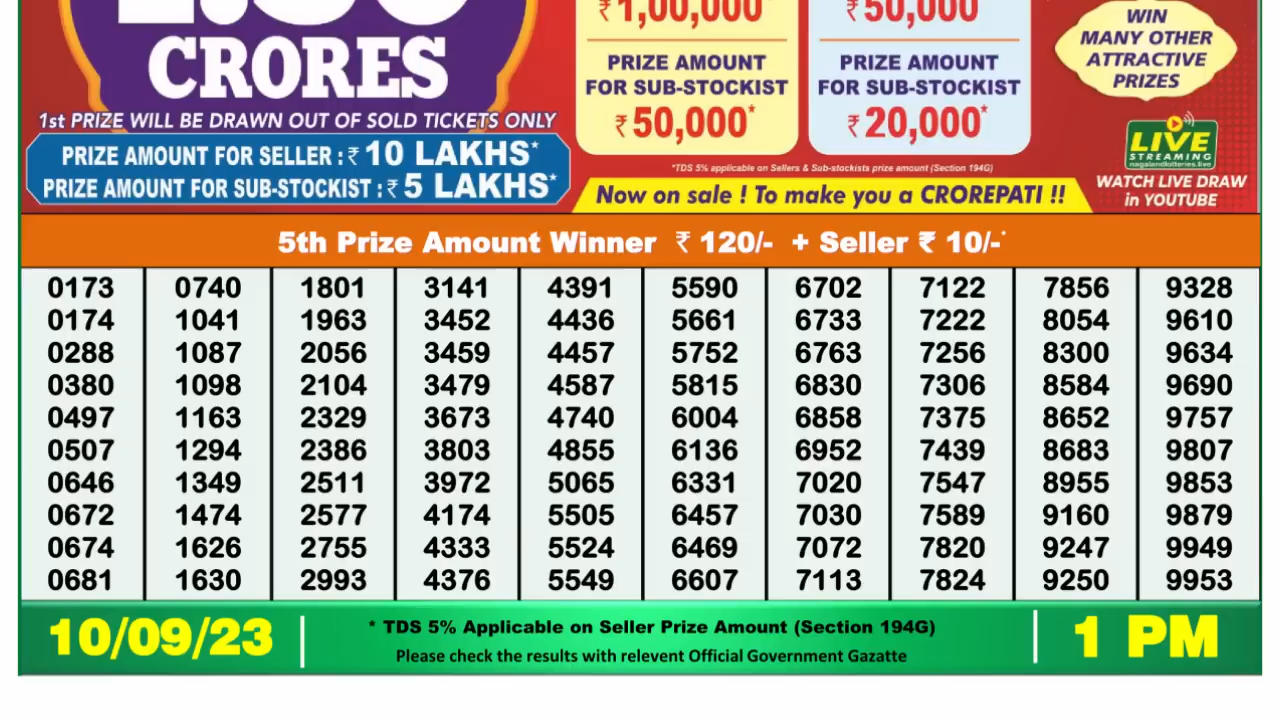 CRORES
1st PRIZE WILL BE DRAWN OUT OF SOLD TICKETS ONLY
PRIZE AMOUNT FOR SELLER : ₹ 10 LAKHS*
PRIZE AMOUNT FOR SUB-STOCKIST : ₹ 5 LAKHS*
₹1,00,000*
PRIZE AMOUNT
FOR SUB-STOCKIST
₹50,000*
₹50,000
PRIZE AMOUNT
FOR SUB-STOCKIST
₹20,000*
*TDS 5% applicable on Sellers & Sub-stockists prize amount (Section 194G)
Now on sale ! To make you a CROREPATI !!
WIN
MANY OTHER
ATTRACTIVE
PRIZES
LIVE
STREAMING
nagalandlotteries.live
WATCH LIVE DRAW
in YOUTUBE
5th Prize Amount Winner ₹ 120/- + Seller ₹ 10/-*
0173 0740 1801 3141 4391 5590 6702 7122 7856 9328
0174 1041 1963 3452 4436 5661 6733 7222 8054 9610
0288 1087 2056 3459 4457 5752 6763 7256 8300 9634
0380 1098 2104 3479 4587 5815 6830 7306 8584 9690
0497 1163 2329 3673 4740 6004 6858 7375 8652 9757
0507 1294 2386 3803 4855 6136 6952 7439 8683 9807
0646 1349 2511 3972 5065 6331 7020 7547 8955 9853
0672 1474 2577 4174 5505 6457 7030 7589 9160 9879
0674 1626 2755 4333 5524 6469 7072 7820 9247 9949
0681 1630 2993 4376 5549 6607 7113 7824 9250 9953
10/09/23
* TDS 5% Applicable on Seller Prize Amount (Section 194G)
Please check the results with relevent Official Government Gazatte
1 PM